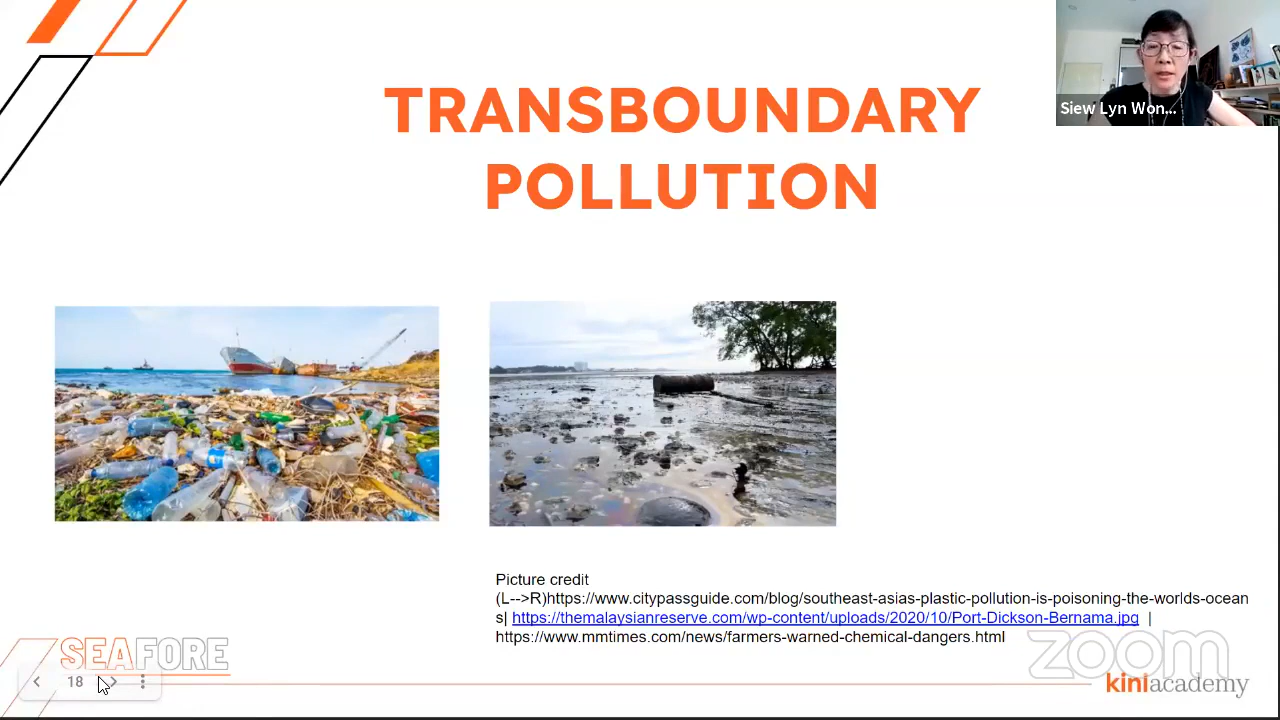 TRANSBOUNDARY
POLLUTION
Siew Lyn Won...
Picture credit
(L-->R)https://www.citypassguide.com/blog/southeast-asias-plastic-pollution-is-poisoning-the-worlds-ocean
s| https://themalaysianreserve.com/wp-content/uploads/2020/10/Port-Dickson-Bernama.jpg |
https://www.mmtimes.com/news/farmers-warned-chemical-dangers.html
SEAFORE
zoom
18
kiniacademy